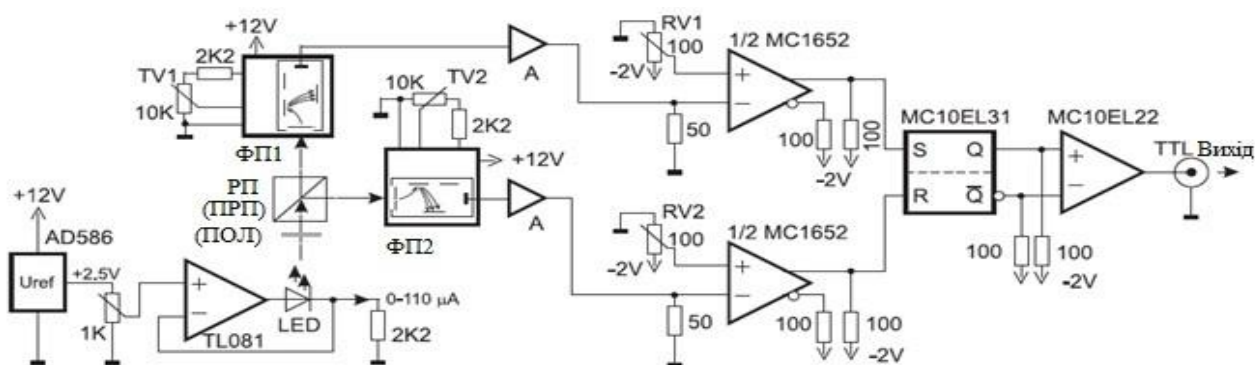 +12V
2K2
TV1
10K
ФП1
A
10K
TV2
2K2
+12V
ФП2
A
РП
(ПРП)
(ПОЛ)
+12V
AD586
Uref
+2.5V
1K
+
−
TL081
LED
0-110 µA
2K2
RV1
100
-2V
1/2 MC1652
+
−
50
100
100
-2V
RV2
100
-2V
1/2 MC1652
+
−
50
100
100
-2V
MC10EL31
S Q
R Q
100
100
-2V
MC10EL22
+
−
TTL Вихід